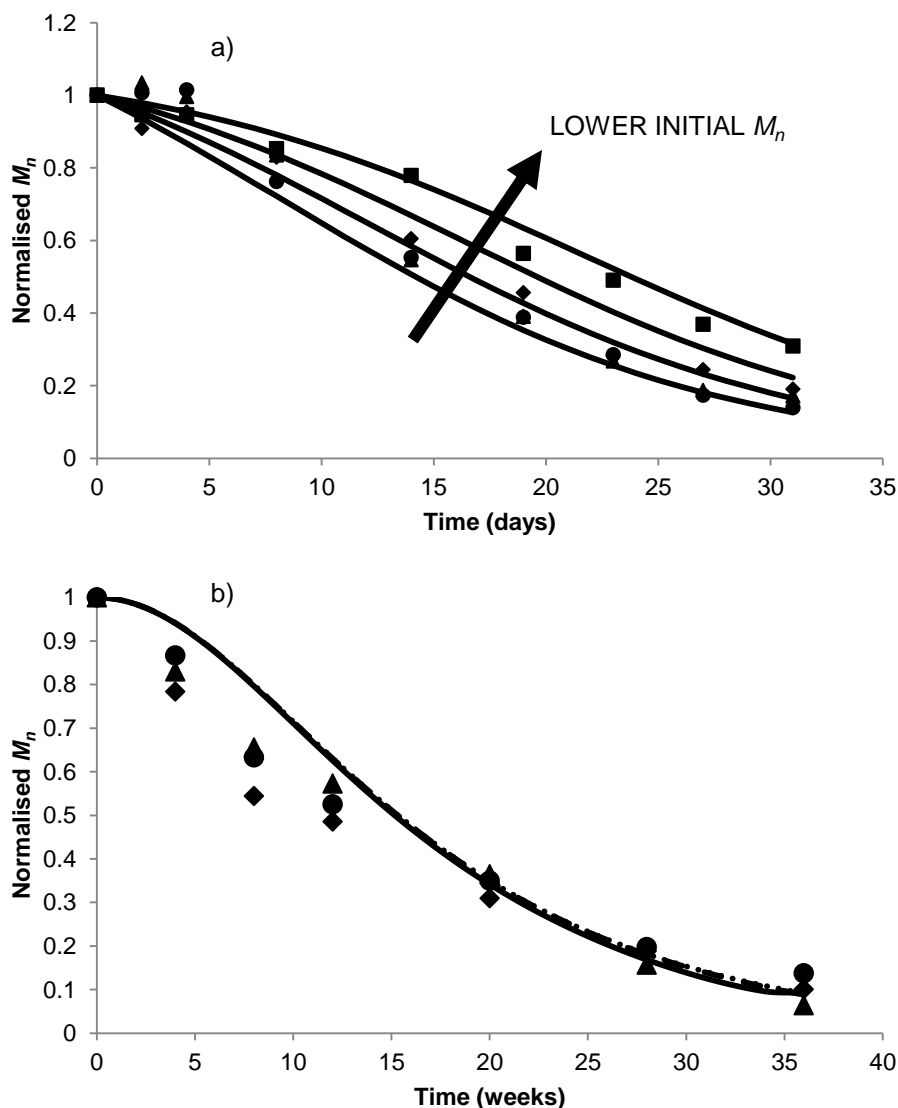 1.2
a)
1
LOWER INITIAL Mn
0.8
0.6
0.4
0.2
0
0 5 10 15 20 25 30 35
Normalised Mn
Time (days)
b)
1
0.9
0.8
0.7
0.6
0.5
0.4
0.3
0.2
0.1
0
0 5 10 15 20 25 30 35 40
Normalised Mn
Time (weeks)